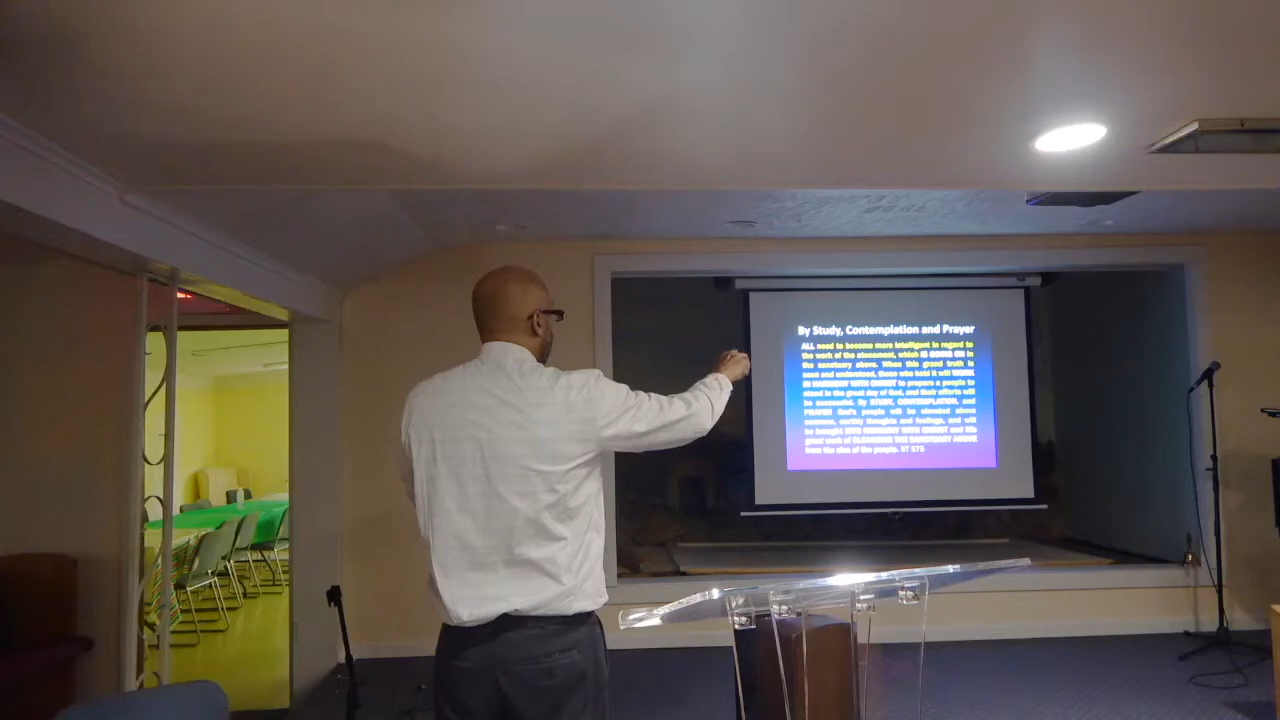 By Study, Contemplation and Prayer
ALL need to become more intelligent in regard to
the work of the atonement, which IS GOING ON in
the sanctuary above. When this grand truth is
seen and understood, those who hold it will WORK
IN HARMONY WITH CHRIST to prepare a people to
stand in the great day of God, and their efforts will
be successful. By STUDY, CONTEMPLATION, and
PRAYER God's people will be elevated above
common, earthly thoughts and feelings, and will
be brought INTO HARMONY WITH CHRIST and His
great work of CLEANSING THE SANCTUARY ABOVE
from the sins of the people. 5T 575